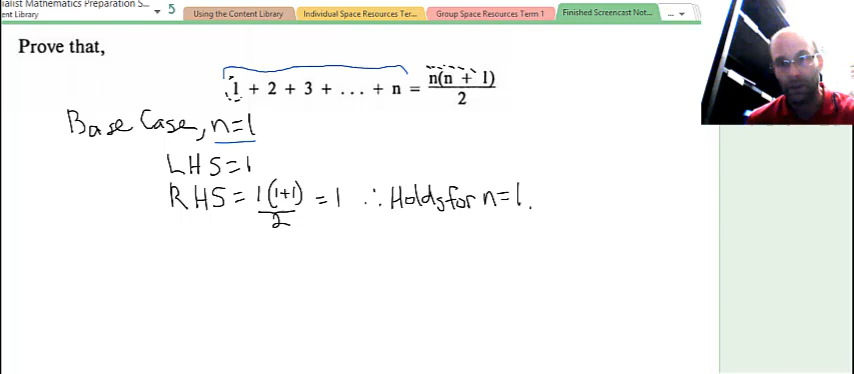 ialist Mathematics Preparation S...
ent Library
5
Using the Content Library
Individual Space Resources Ter...
Group Space Resources Term 1
Finished Screencast Not...
...
Prove that,
1 + 2 + 3 + . . . + n = n(n + 1)
2
Base Case, n=1
LHS=1
RHS = 1(1+1) = 1 ∴ Holds for n=1.
2